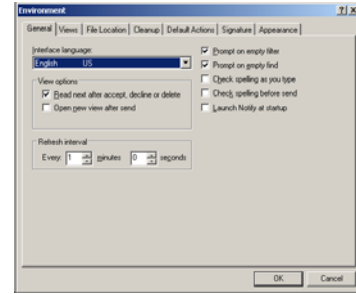 Environment
General Views File Location Cleanup Default Actions Signature Appearance
Interface language:
English US
View options
Read next after accept, decline or delete
Open new view after send
Refresh interval
Every: 1 minutes 0 seconds
Prompt on empty filter
Prompt on empty find
Check spelling as you type
Check spelling before send
Launch Notify at startup
OK Cancel